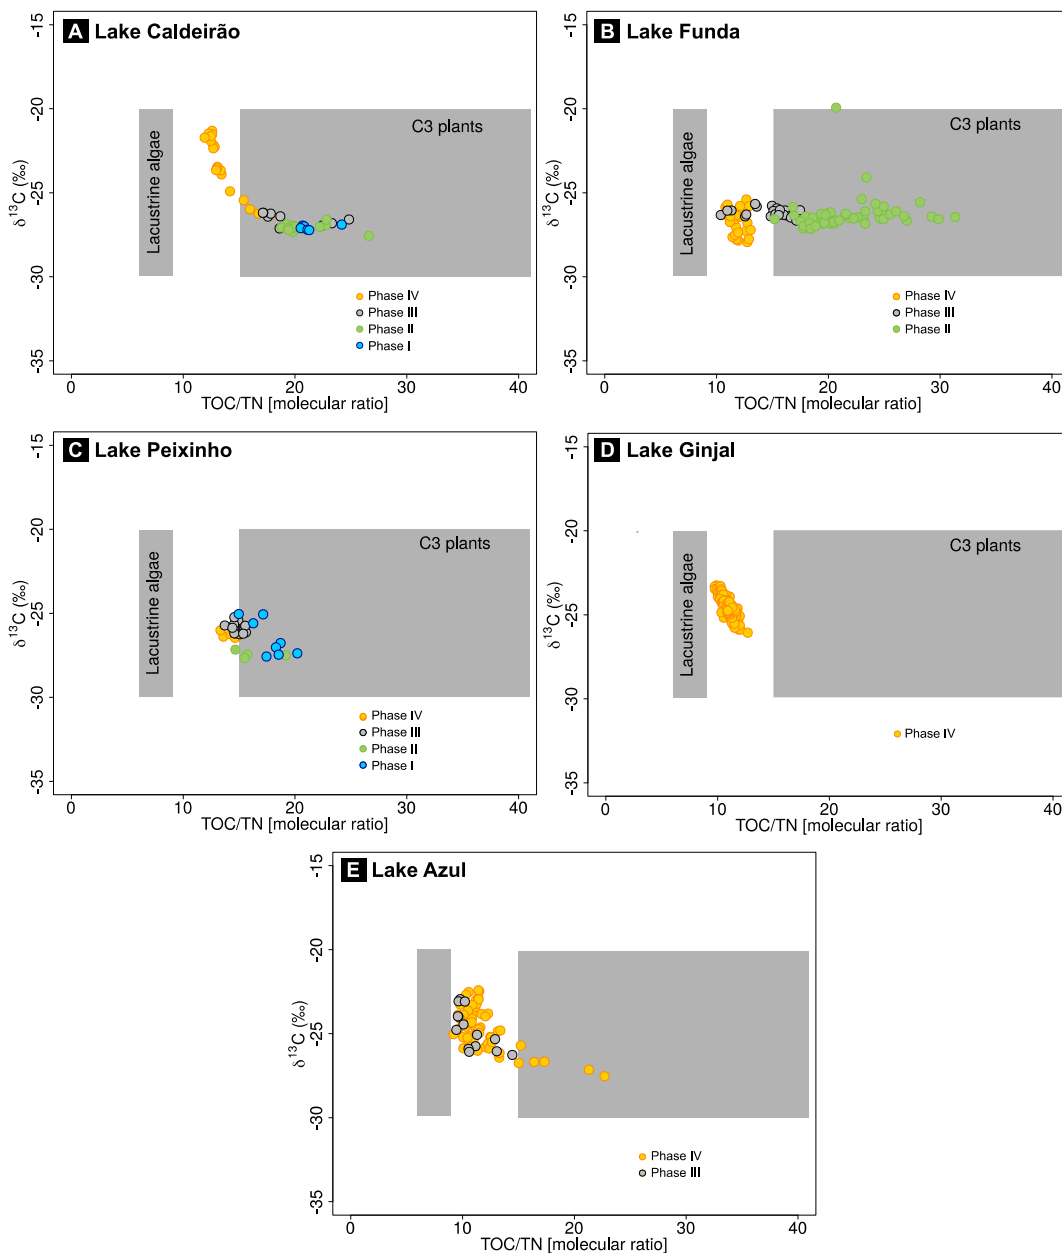 A Lake Caldeirão
-15
-20
-25
-30
-35
δ¹³C (‰)
Lacustrine algae
C3 plants
Phase IV
Phase III
Phase II
Phase I
0 10 20 30 40
TOC/TN [molecular ratio]
B Lake Funda
-15
-20
-25
-30
-35
δ¹³C (‰)
Lacustrine algae
C3 plants
Phase IV
Phase III
Phase II
0 10 20 30 40
TOC/TN [molecular ratio]
C Lake Peixinho
-15
-20
-25
-30
-35
δ¹³C (‰)
Lacustrine algae
C3 plants
Phase IV
Phase III
Phase II
Phase I
0 10 20 30 40
TOC/TN [molecular ratio]
D Lake Ginjal
-15
-20
-25
-30
-35
δ¹³C (‰)
Lacustrine algae
C3 plants
Phase IV
0 10 20 30 40
TOC/TN [molecular ratio]
E Lake Azul
-15
-20
-25
-30
-35
δ¹³C (‰)
Phase IV
Phase III
0 10 20 30 40
TOC/TN [molecular ratio]